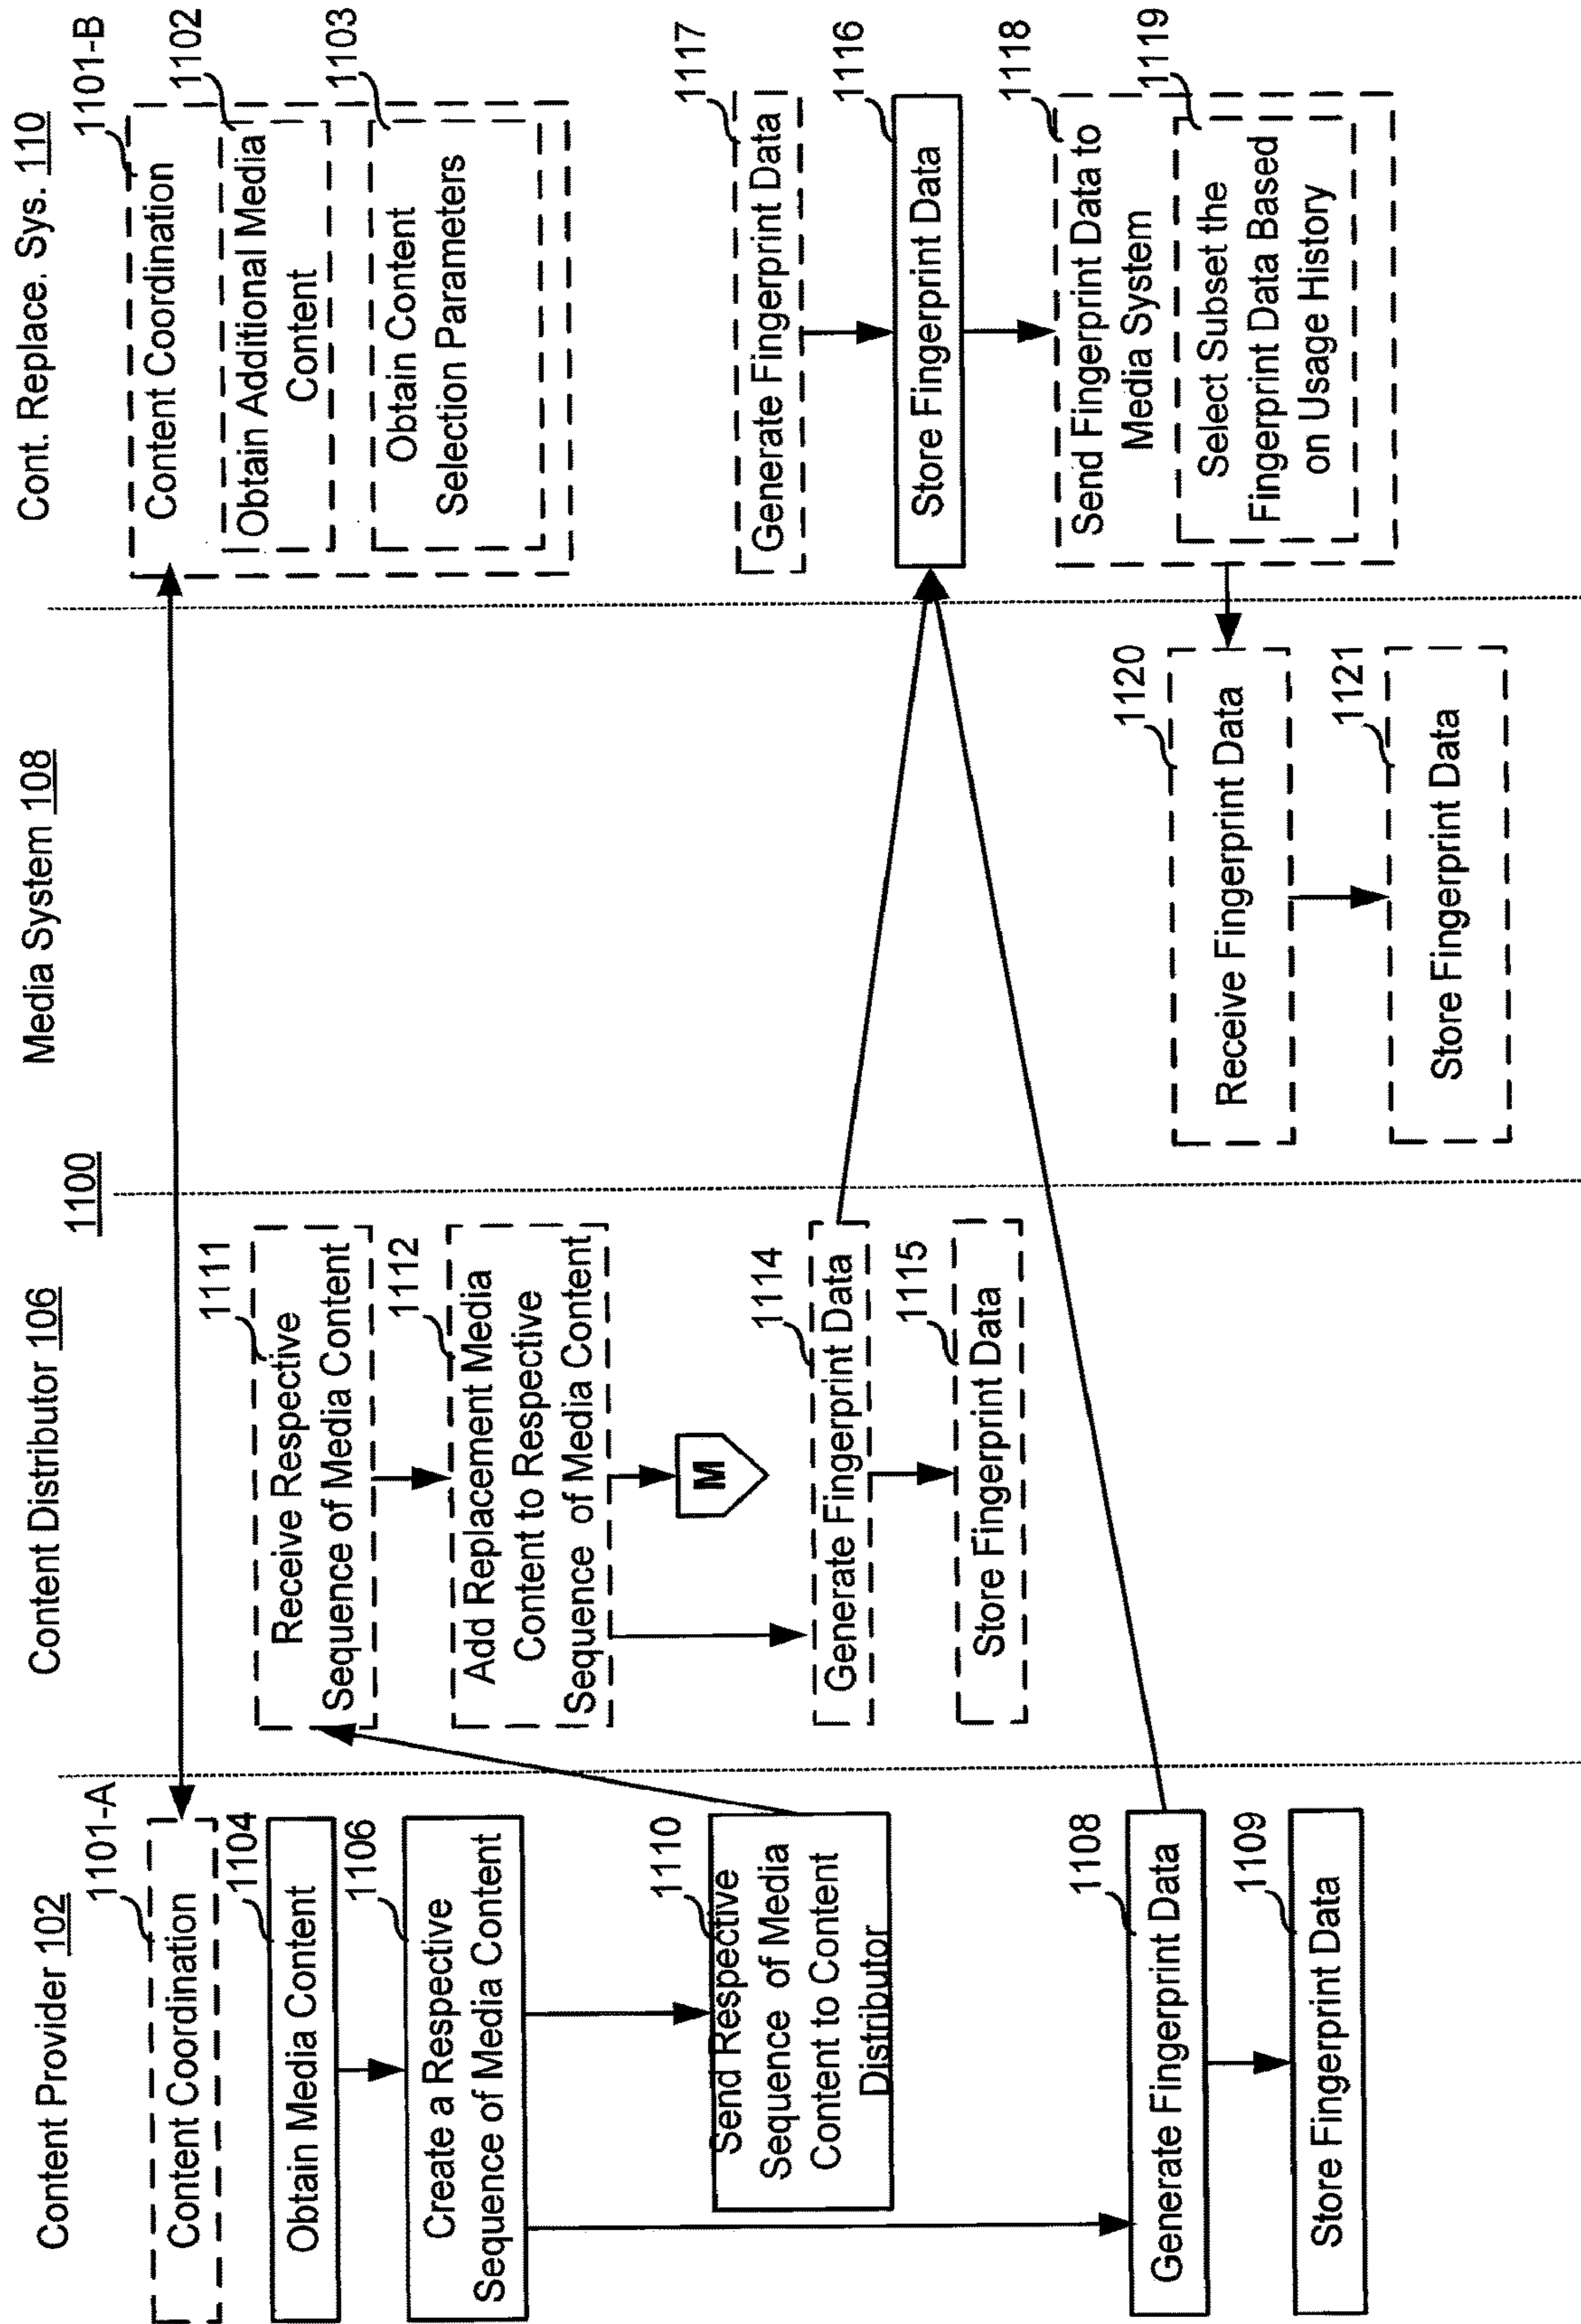 1100
Content Provider 102
1101-A
Content Coordination
1104
Obtain Media Content
1106
Create a Respective
Sequence of Media Content
1110
Send Respective
Sequence of Media
Content to Content
Distributor
1108
Generate Fingerprint Data
1109
Store Fingerprint Data
Content Distributor 106
1111
Receive Respective
Sequence of Media Content
1112
Add Replacement Media
Content to Respective
Sequence of Media Content
M
1114
Generate Fingerprint Data
1115
Store Fingerprint Data
Media System 108
1120
Receive Fingerprint Data
1121
Store Fingerprint Data
Cont. Replace. Sys. 110
1101-B
Content Coordination
1102
Obtain Additional Media
Content
1103
Obtain Content
Selection Parameters
1117
Generate Fingerprint Data
1116
Store Fingerprint Data
1118
Send Fingerprint Data to
Media System
1119
Select Subset the
Fingerprint Data Based
on Usage History